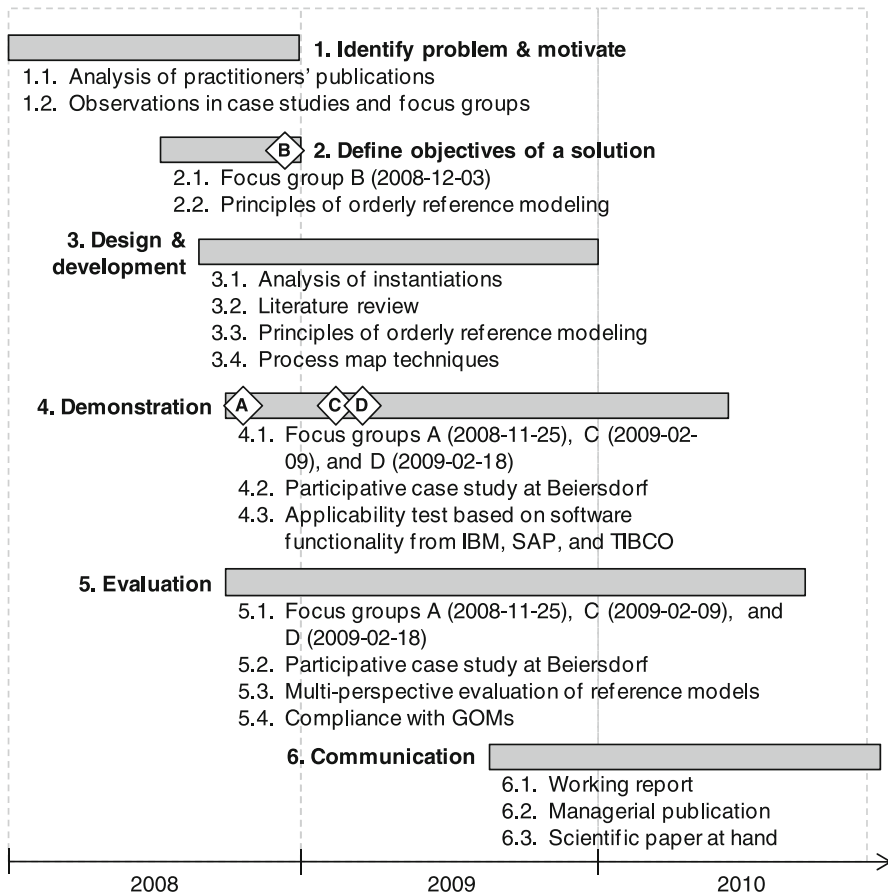 1. Identify problem & motivate
1.1. Analysis of practitioners' publications
1.2. Observations in case studies and focus groups
B
2. Define objectives of a solution
2.1. Focus group B (2008-12-03)
2.2. Principles of orderly reference modeling
3. Design &
development
3.1. Analysis of instantiations
3.2. Literature review
3.3. Principles of orderly reference modeling
3.4. Process map techniques
4. Demonstration
A C D
4.1. Focus groups A (2008-11-25), C (2009-02-
09), and D (2009-02-18)
4.2. Participative case study at Beiersdorf
4.3. Applicability test based on software
functionality from IBM, SAP, and TIBCO
5. Evaluation
5.1. Focus groups A (2008-11-25), C (2009-02-09), and
D (2009-02-18)
5.2. Participative case study at Beiersdorf
5.3. Multi-perspective evaluation of reference models
5.4. Compliance with GOMs
6. Communication
6.1. Working report
6.2. Managerial publication
6.3. Scientific paper at hand
2008 2009 2010